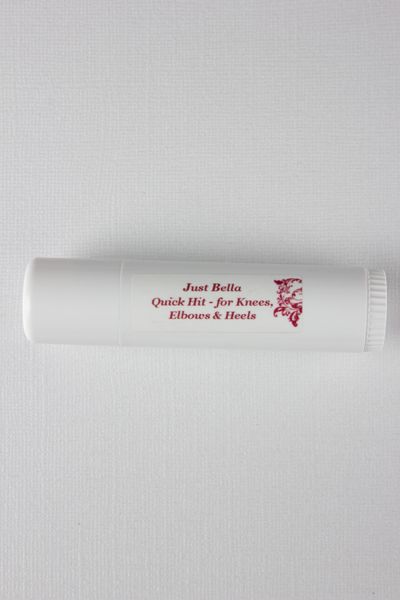 Just Bella
Quick Hit - for Knees,
Elbows & Heels